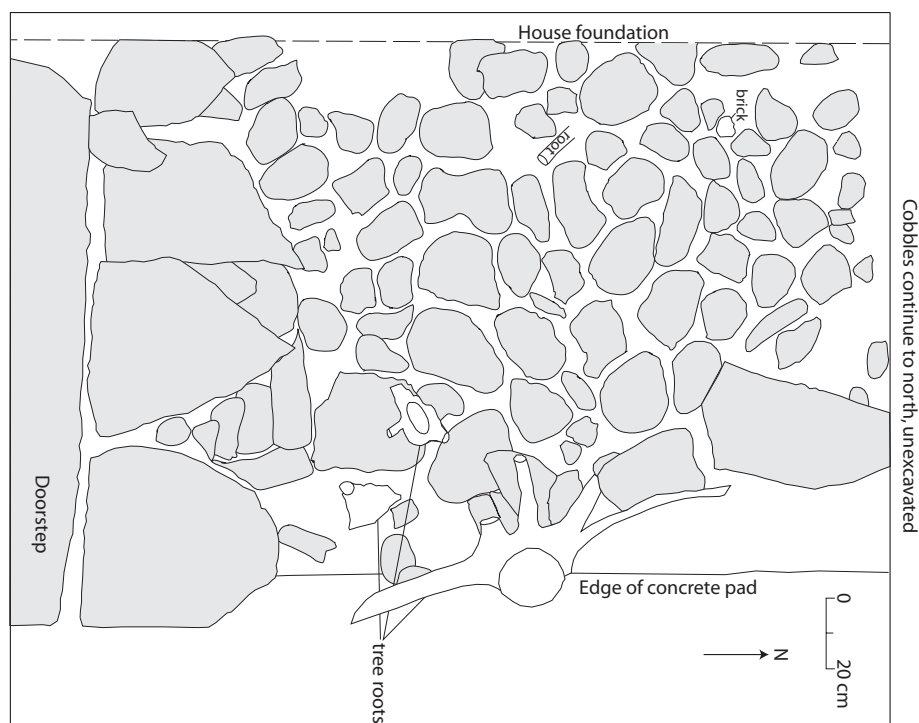 House foundation
brick
root
Cobbles continue to north, unexcavated
Doorstep
Edge of concrete pad
0
20 cm
N
tree roots